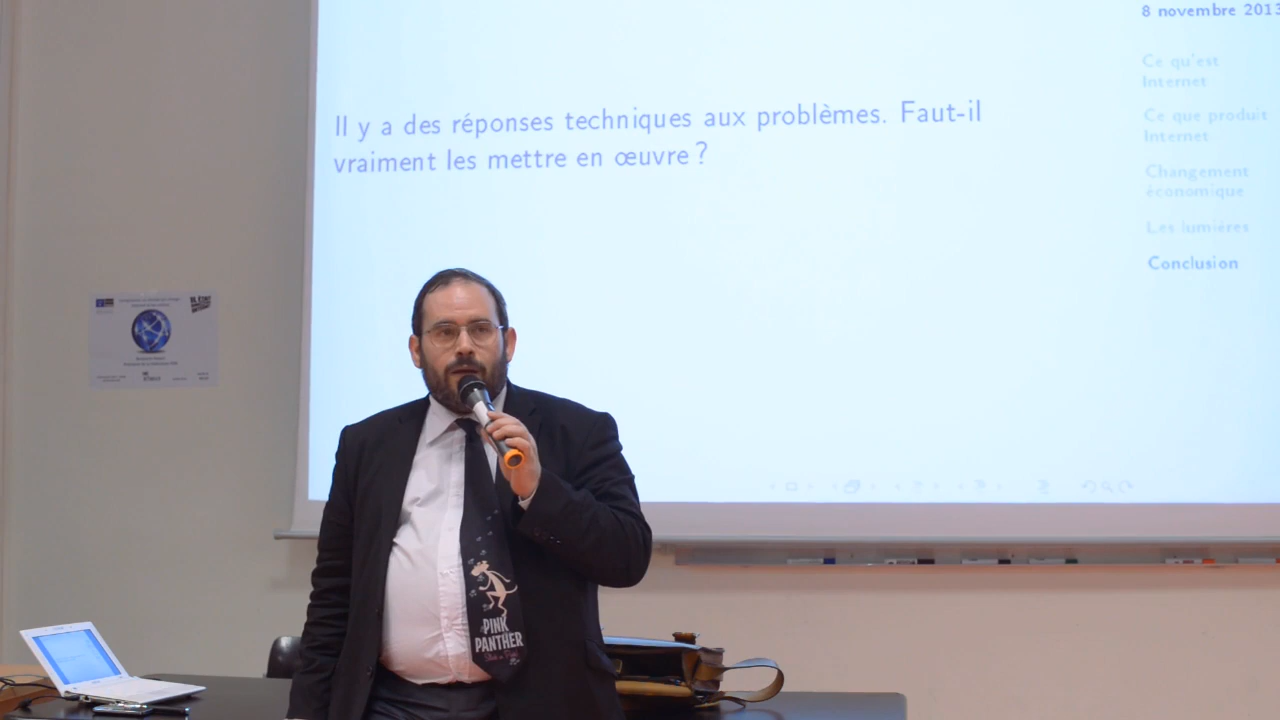 8 novembre 2013
Il y a des réponses techniques aux problèmes. Faut-il
vraiment les mettre en œuvre ?
Ce qu'est
Internet
Ce que produit
Internet
Changement
économique
Les lumières
Conclusion
PINK
PANTHER